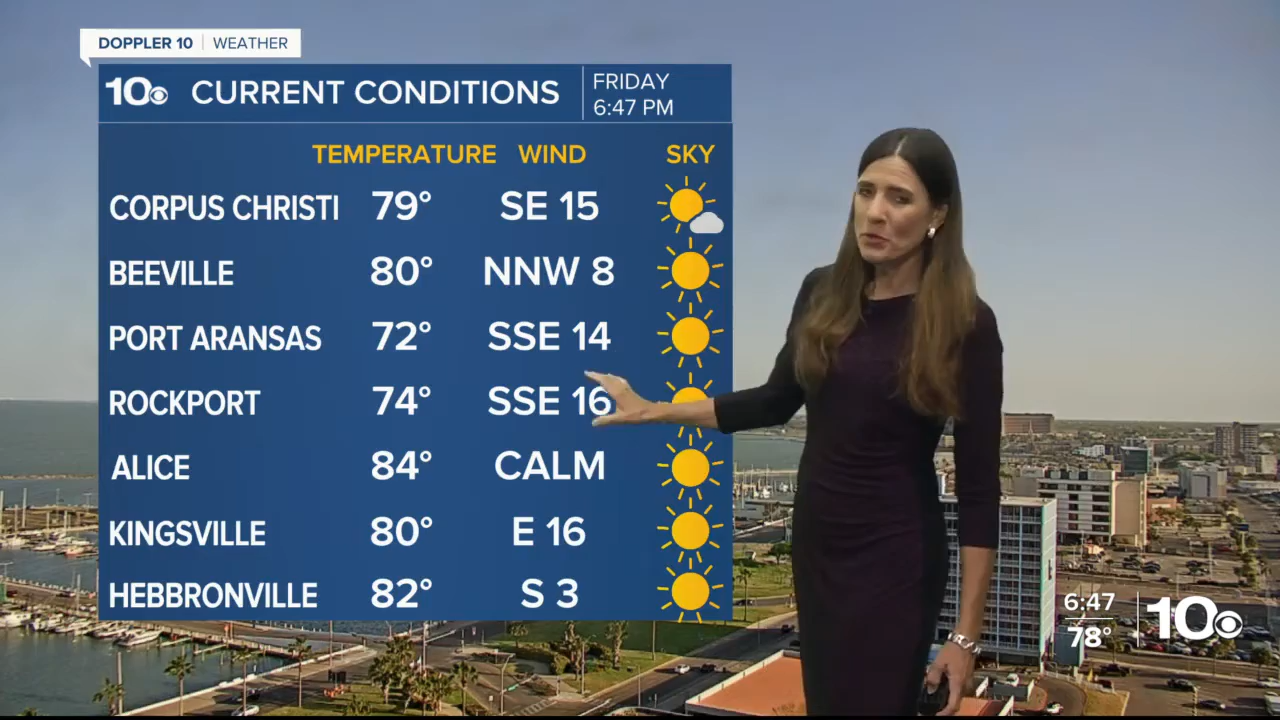 DOPPLER 10 | WEATHER
10 CURRENT CONDITIONS
FRIDAY
6:47 PM
TEMPERATURE WIND SKY
CORPUS CHRISTI 79° SE 15
BEEVILLE 80° NNW 8
PORT ARANSAS 72° SSE 14
ROCKPORT 74° SSE 16
ALICE 84° CALM
KINGSVILLE 80° E 16
HEBBRONVILLE 82° S 3
6:47
78°
10